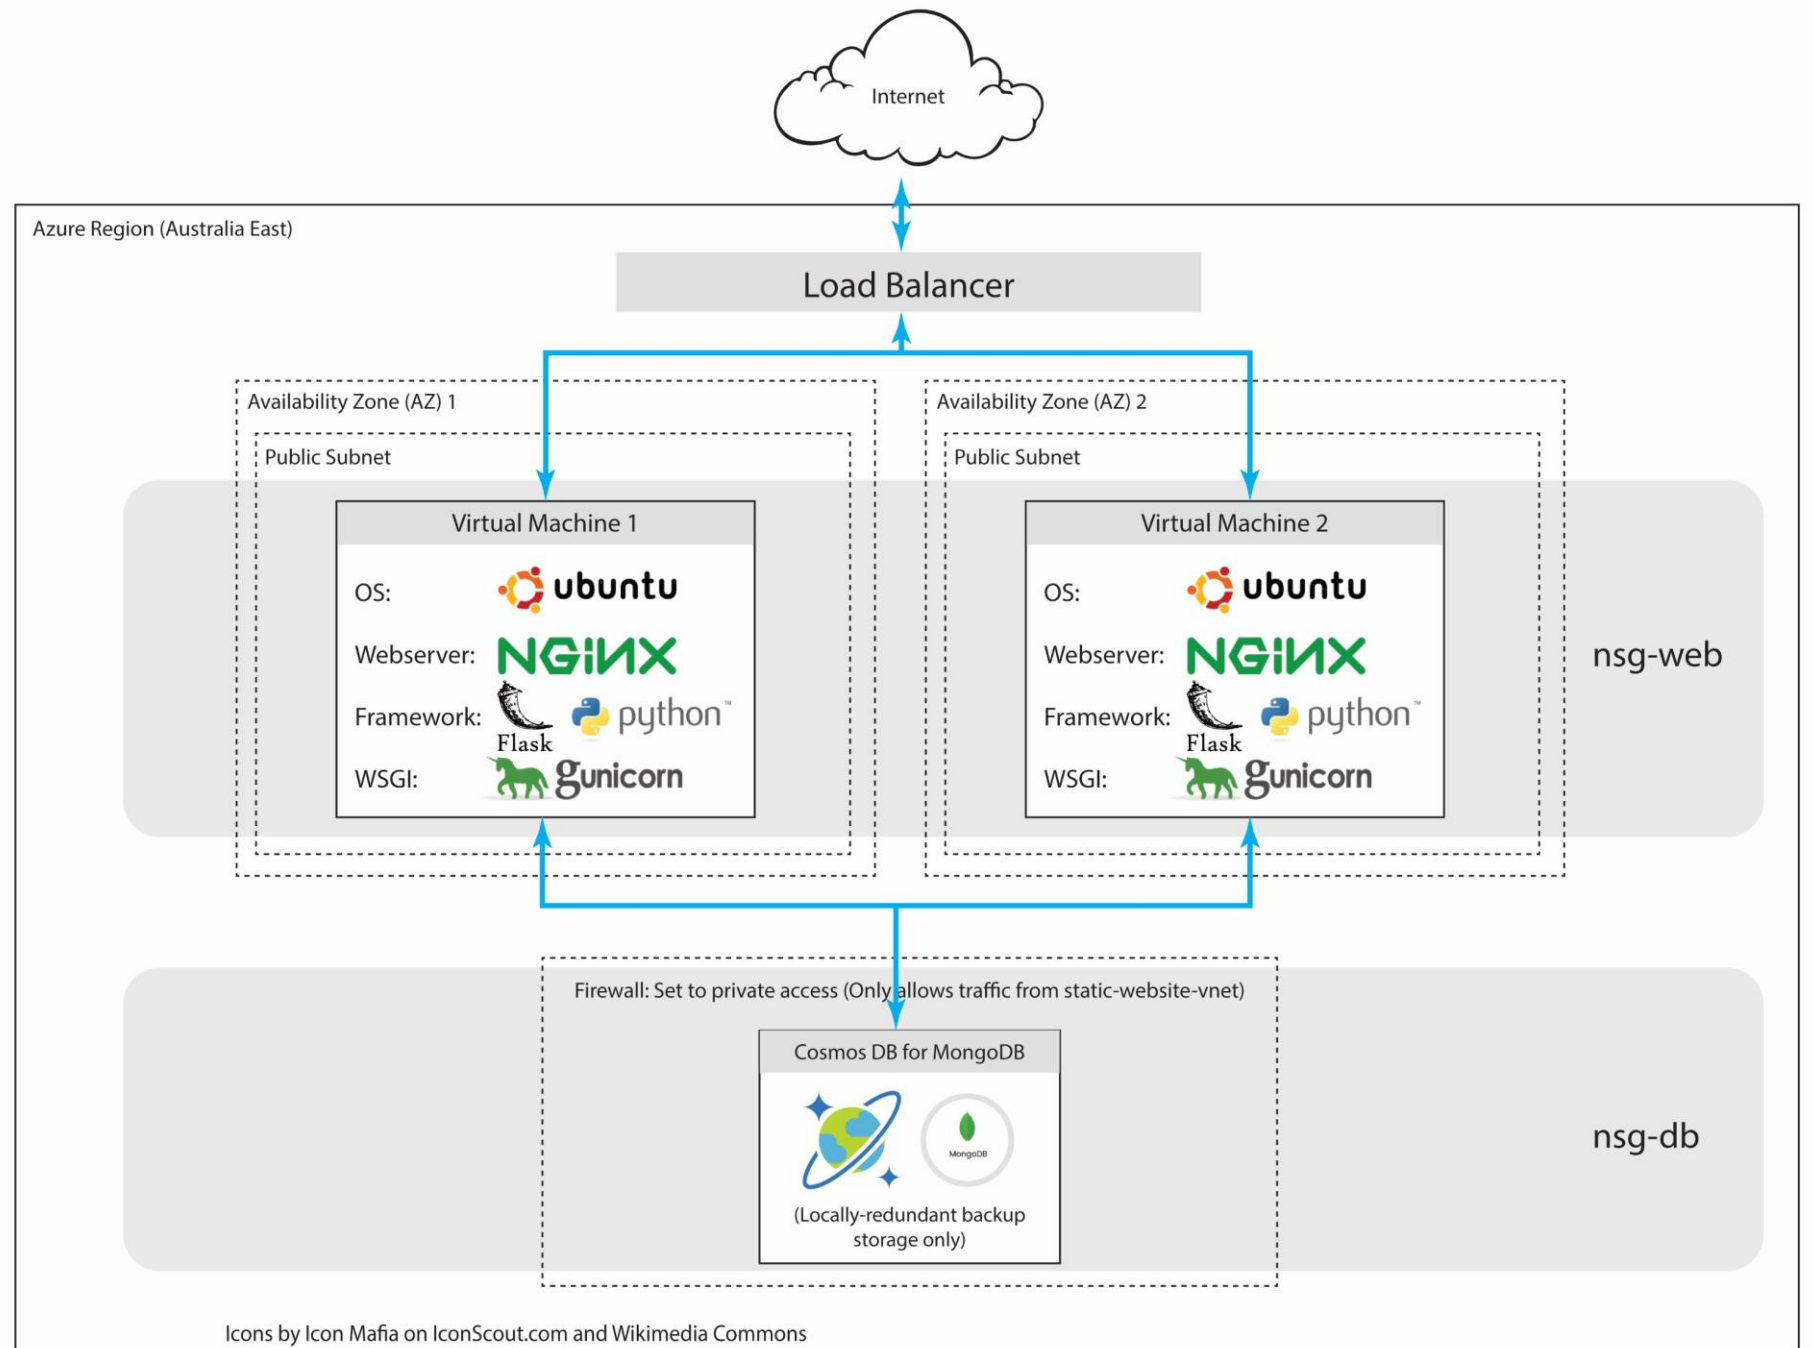 Internet
Azure Region (Australia East)
Load Balancer
Availability Zone (AZ) 1
Public Subnet
Virtual Machine 1
OS: ubuntu
Webserver: NGINX
Framework: Flask python™
WSGI: gunicorn
Availability Zone (AZ) 2
Public Subnet
Virtual Machine 2
OS: ubuntu
Webserver: NGINX
Framework: Flask python™
WSGI: gunicorn
nsg-web
Firewall: Set to private access (Only allows traffic from static-website-vnet)
Cosmos DB for MongoDB
MongoDB
(Locally-redundant backup
storage only)
nsg-db
Icons by Icon Mafia on IconScout.com and Wikimedia Commons